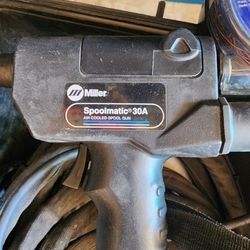 Miller
Spoolmatic® 30A
AIR-COOLED SPOOL GUN